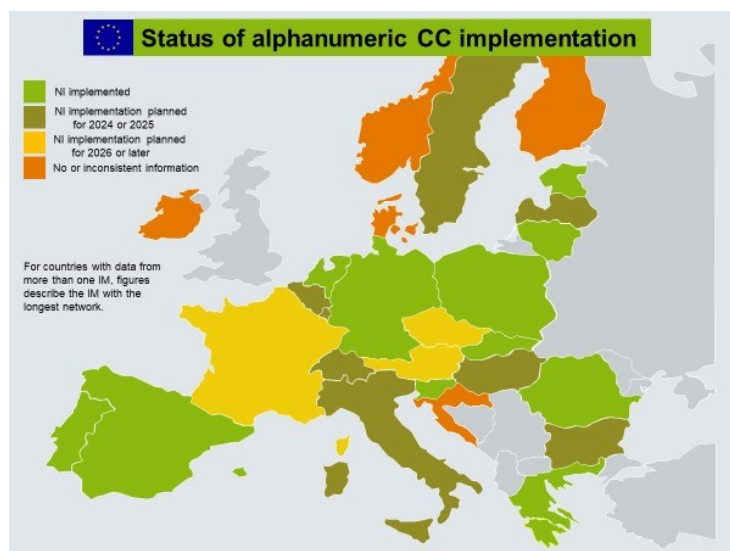 Status of alphanumeric CC implementation
NI implemented
NI implementation planned
for 2024 or 2025
NI implementation planned
for 2026 or later
No or inconsistent information
For countries with data from
more than one IM, figures
describe the IM with the
longest network.